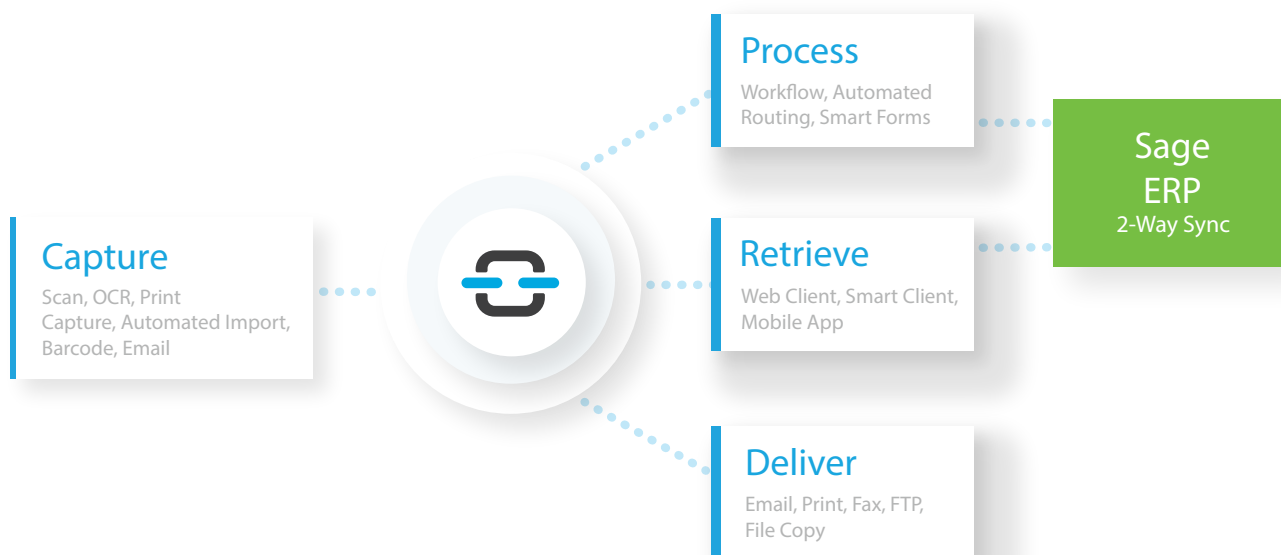 Process
Workflow, Automated
Routing, Smart Forms
Sage
ERP
2-Way Sync
Capture
Scan, OCR, Print
Capture, Automated Import,
Barcode, Email
Retrieve
Web Client, Smart Client,
Mobile App
Deliver
Email, Print, Fax, FTP,
File Copy